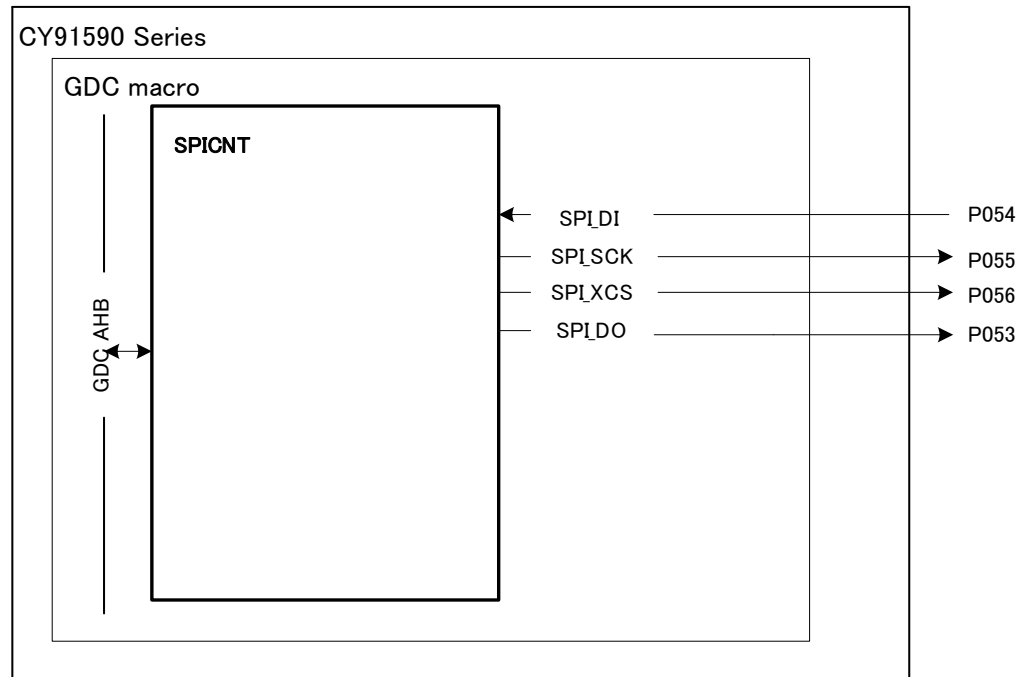 CY91590 Series
GDC macro
SPICNT
SPI_DI P054
SPI_SCK P055
SPI_XCS P056
SPI_DO P053
GDC AHB